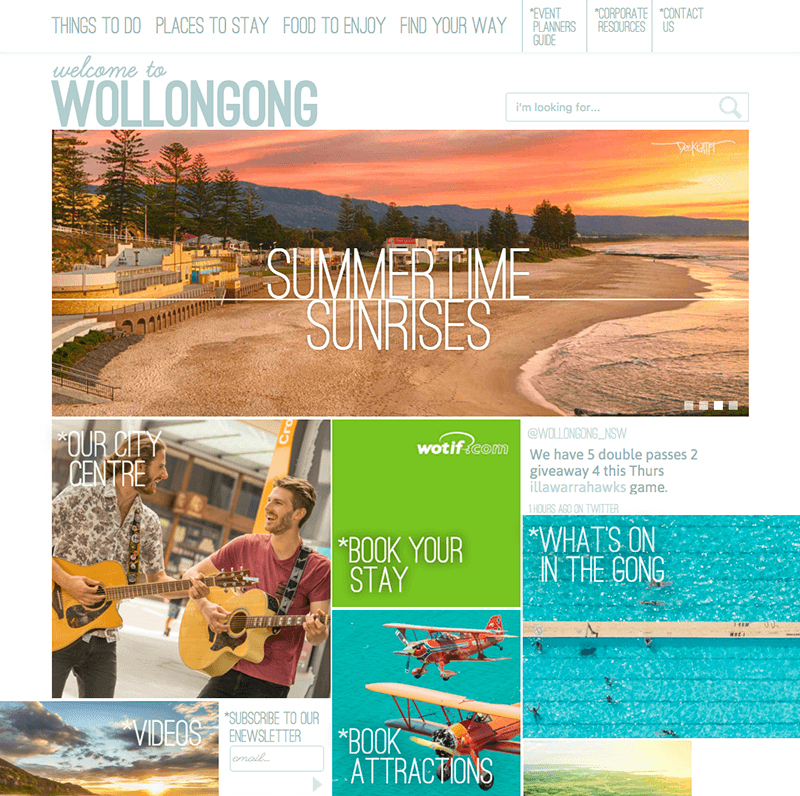 THINGS TO DO PLACES TO STAY FOOD TO ENJOY FIND YOUR WAY
*EVENT
PLANNERS
GUIDE
*CORPORATE
RESOURCES
*CONTACT
US
welcome to
WOLLONGONG
i'm looking for...
SUMMERTIME
SUNRISES
*OUR CITY
CENTRE
Cro
wotif.com
*BOOK YOUR
STAY
@WOLLONGONG_NSW
We have 5 double passes 2
giveaway 4 this Thurs
illawarrahawks game.
1 HOURS AGO ON TWITTER
*WHAT'S ON
IN THE GONG
*VIDEOS
*SUBSCRIBE TO OUR
ENEWSLETTER
email...
*BOOK
ATTRACTIONS